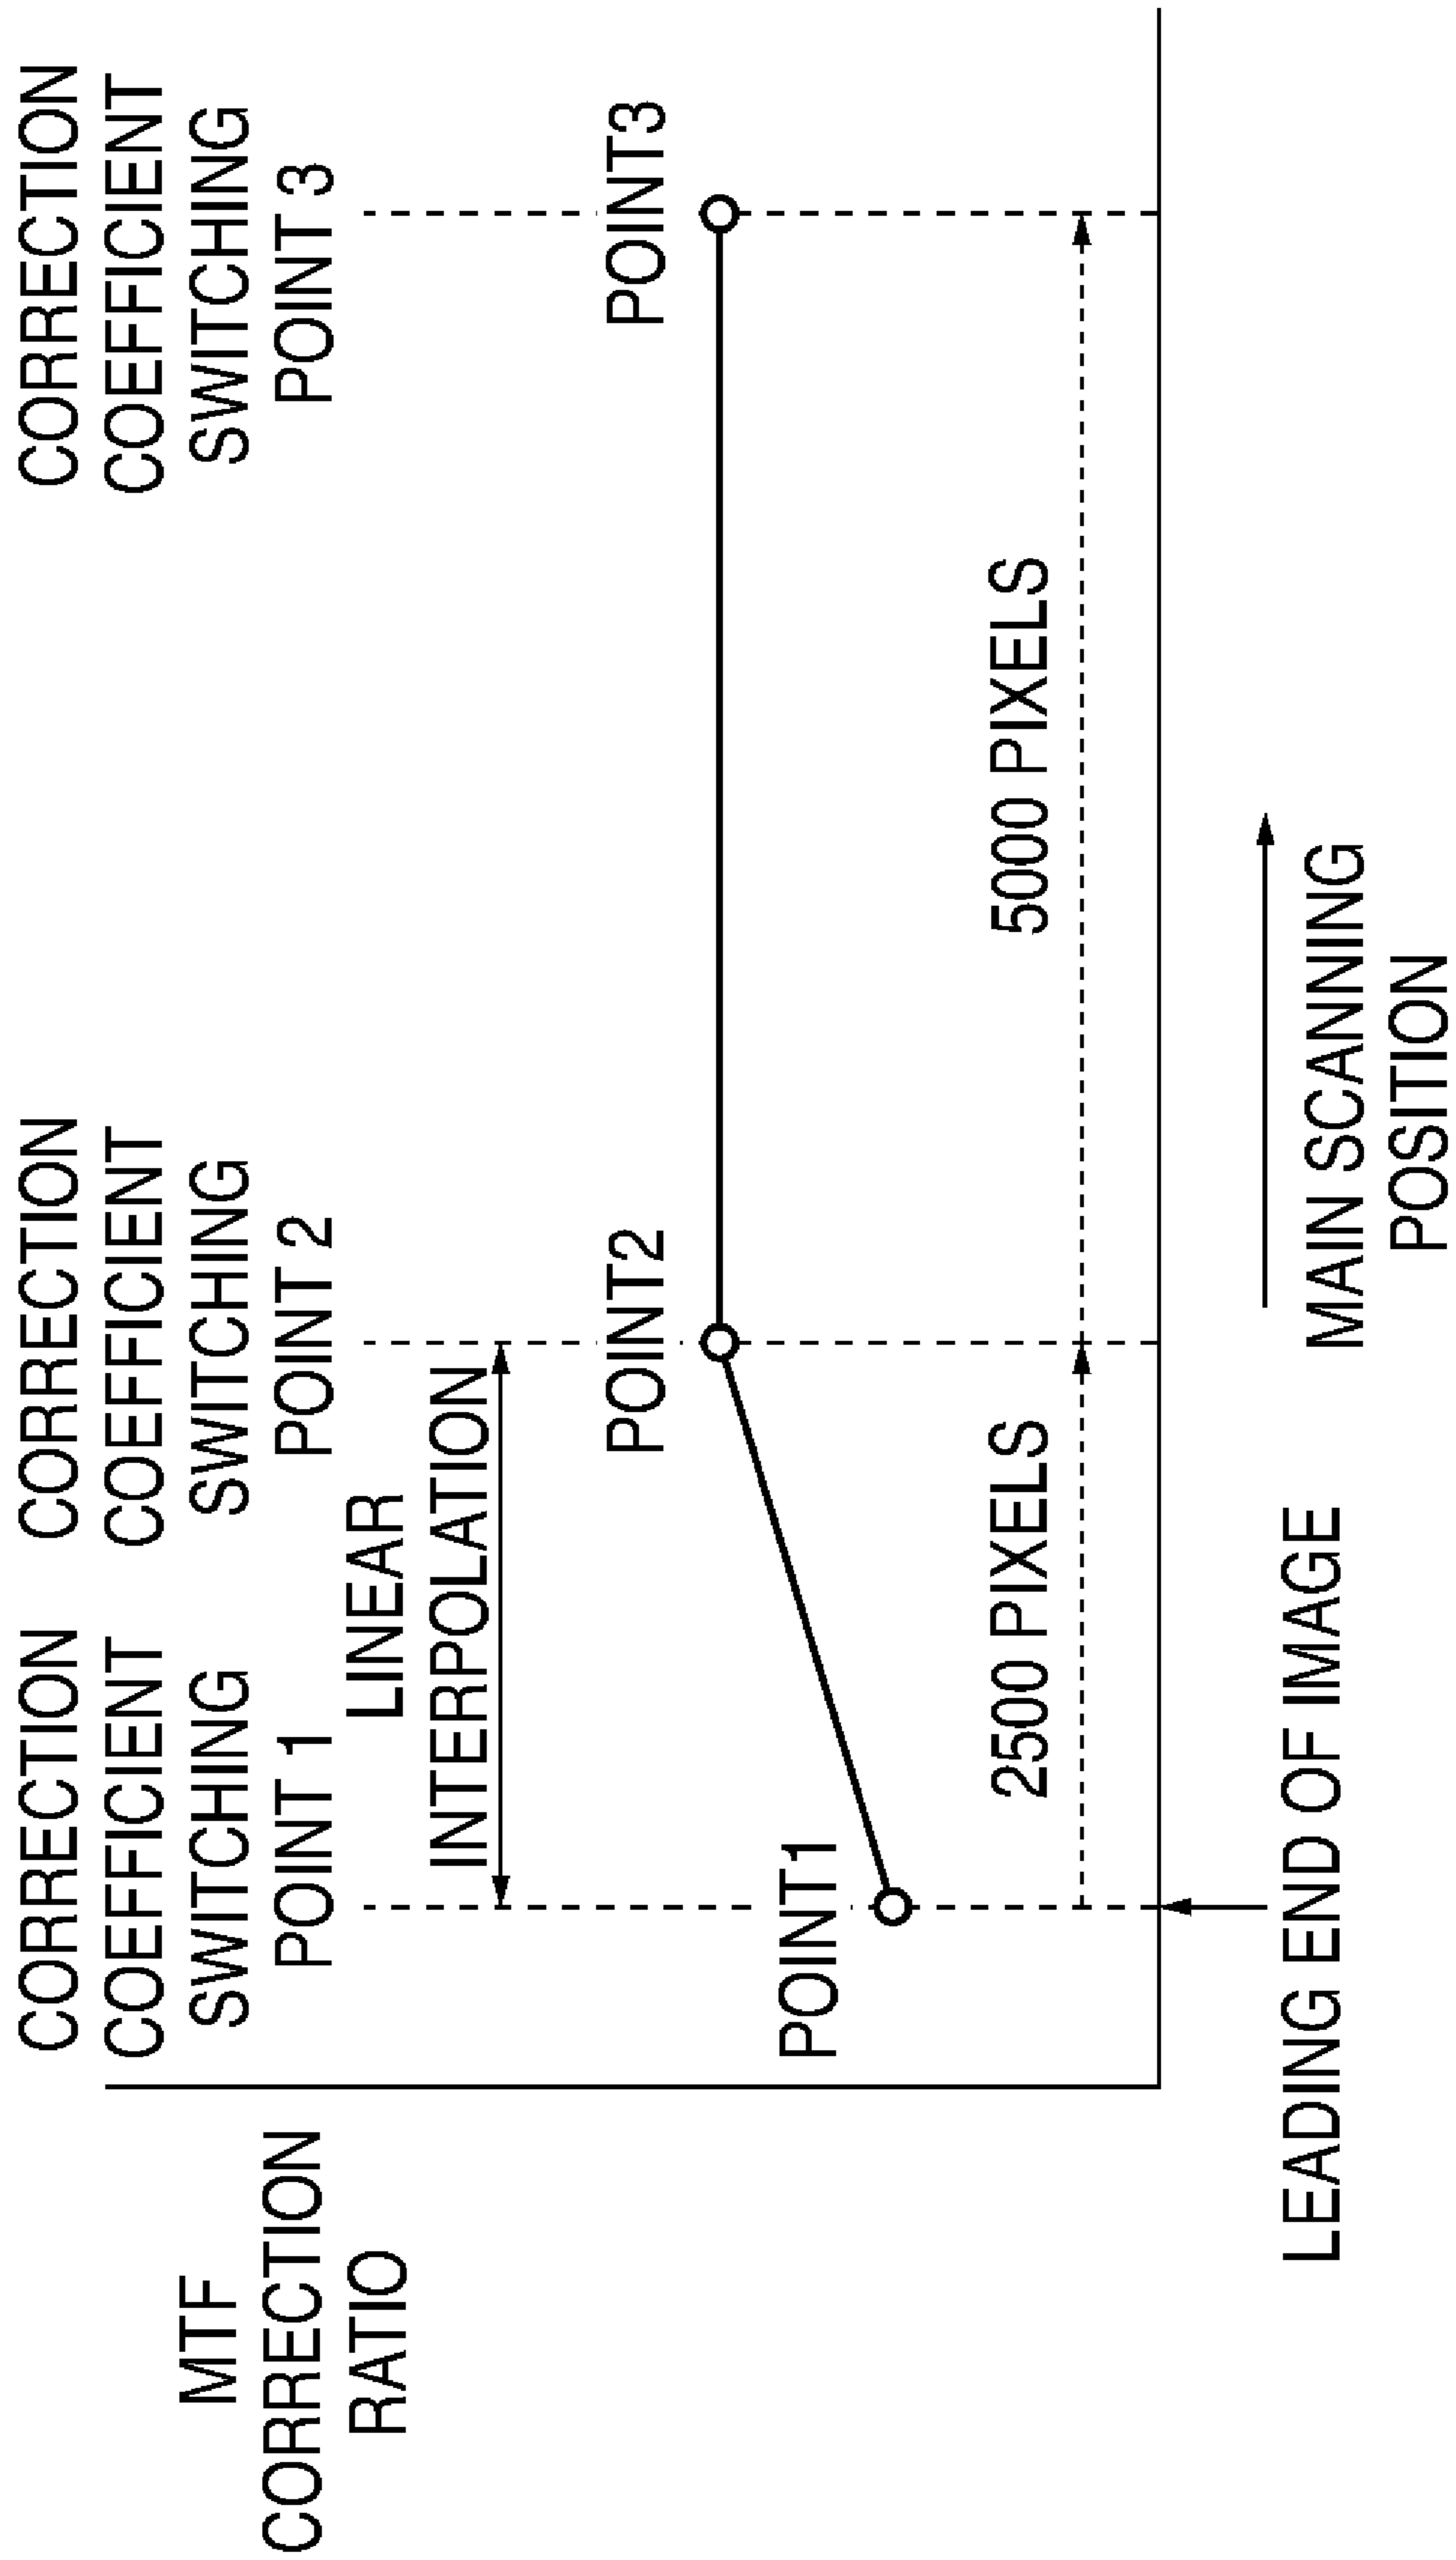 MTF
CORRECTION
RATIO
CORRECTION
COEFFICIENT
SWITCHING
POINT 1
CORRECTION
COEFFICIENT
SWITCHING
POINT 2
CORRECTION
COEFFICIENT
SWITCHING
POINT 3
LINEAR
INTERPOLATION
POINT1
POINT2
POINT3
2500 PIXELS
5000 PIXELS
LEADING END OF IMAGE
MAIN SCANNING
POSITION